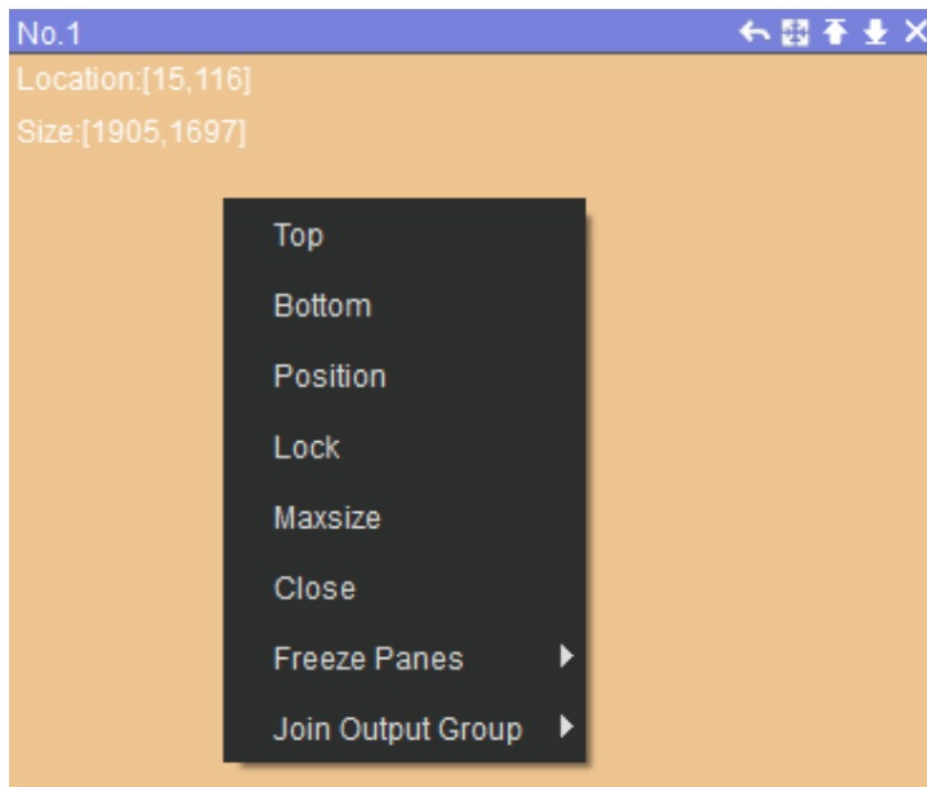 No.1
Location:[15,116]
Size:[1905,1697]
Top
Bottom
Position
Lock
Maxsize
Close
Freeze Panes
Join Output Group